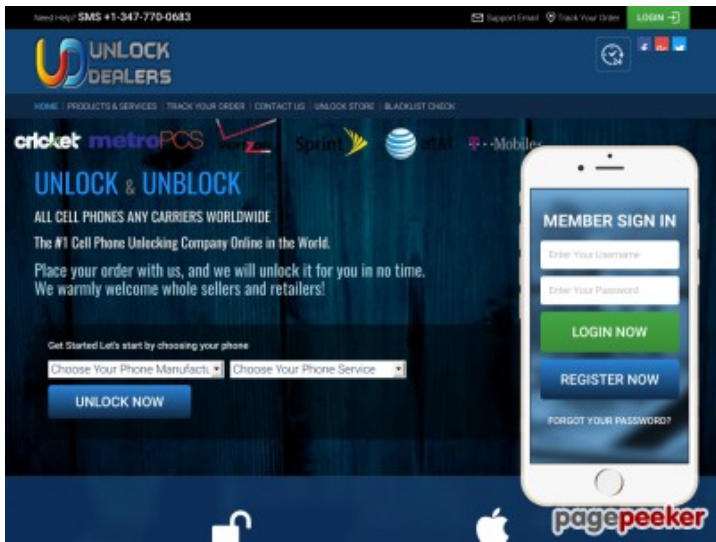 Need Help? SMS +1-347-770-0683
Support Email Track Your Order LOGIN
UNLOCK
DEALERS
24
HOME PRODUCTS & SERVICES TRACK YOUR ORDER CONTACT US UNLOCK STORE BLACKLIST CHECK
cricket metroPCS verizon Sprint at&t T··Mobile
UNLOCK & UNBLOCK
ALL CELL PHONES ANY CARRIERS WORLDWIDE
The #1 Cell Phone Unlocking Company Online in the World.
Place your order with us, and we will unlock it for you in no time.
We warmly welcome whole sellers and retailers!
Get Started Let's start by choosing your phone
Choose Your Phone Manufactu Choose Your Phone Service
UNLOCK NOW
MEMBER SIGN IN
Enter Your Username
Enter Your Password
LOGIN NOW
REGISTER NOW
FORGOT YOUR PASSWORD?
pagepeeker